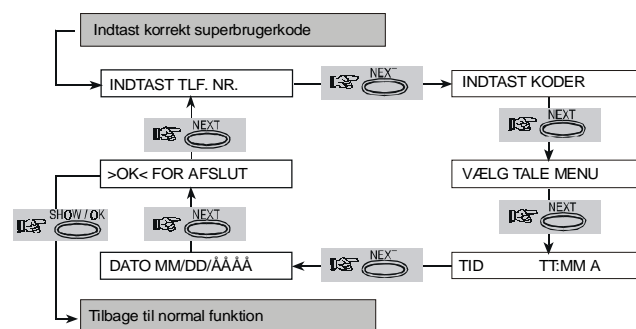 Indtast korrekt superbrugerkode
INDTAST TLF. NR.
NEXT
INDTAST KODER
NEXT
NEXT
>OK< FOR AFSLUT
VÆLG TALE MENU
SHOW / OK
NEXT
NEXT
DATO MM/DD/ÅÅÅÅ
NEXT
TID TT:MM A
Tilbage til normal funktion